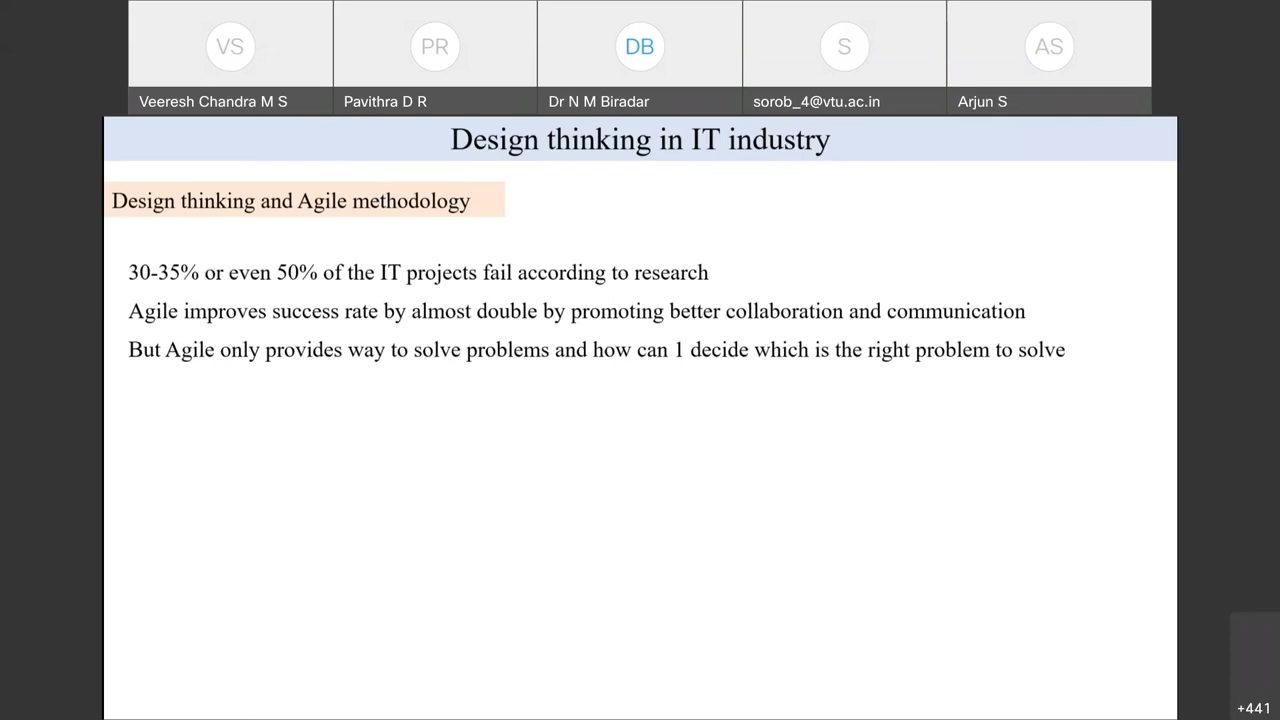 VS PR DB S AS
Veeresh Chandra M S Pavithra D R Dr N M Biradar sorob_4@vtu.ac.in Arjun S
Design thinking in IT industry
Design thinking and Agile methodology
30-35% or even 50% of the IT projects fail according to research
Agile improves success rate by almost double by promoting better collaboration and communication
But Agile only provides way to solve problems and how can 1 decide which is the right problem to solve
+441